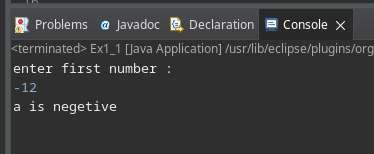 Problems Javadoc Declaration Console
<terminated> Ex1_1 [Java Application] /usr/lib/eclipse/plugins/org
enter first number :
-12
a is negetive